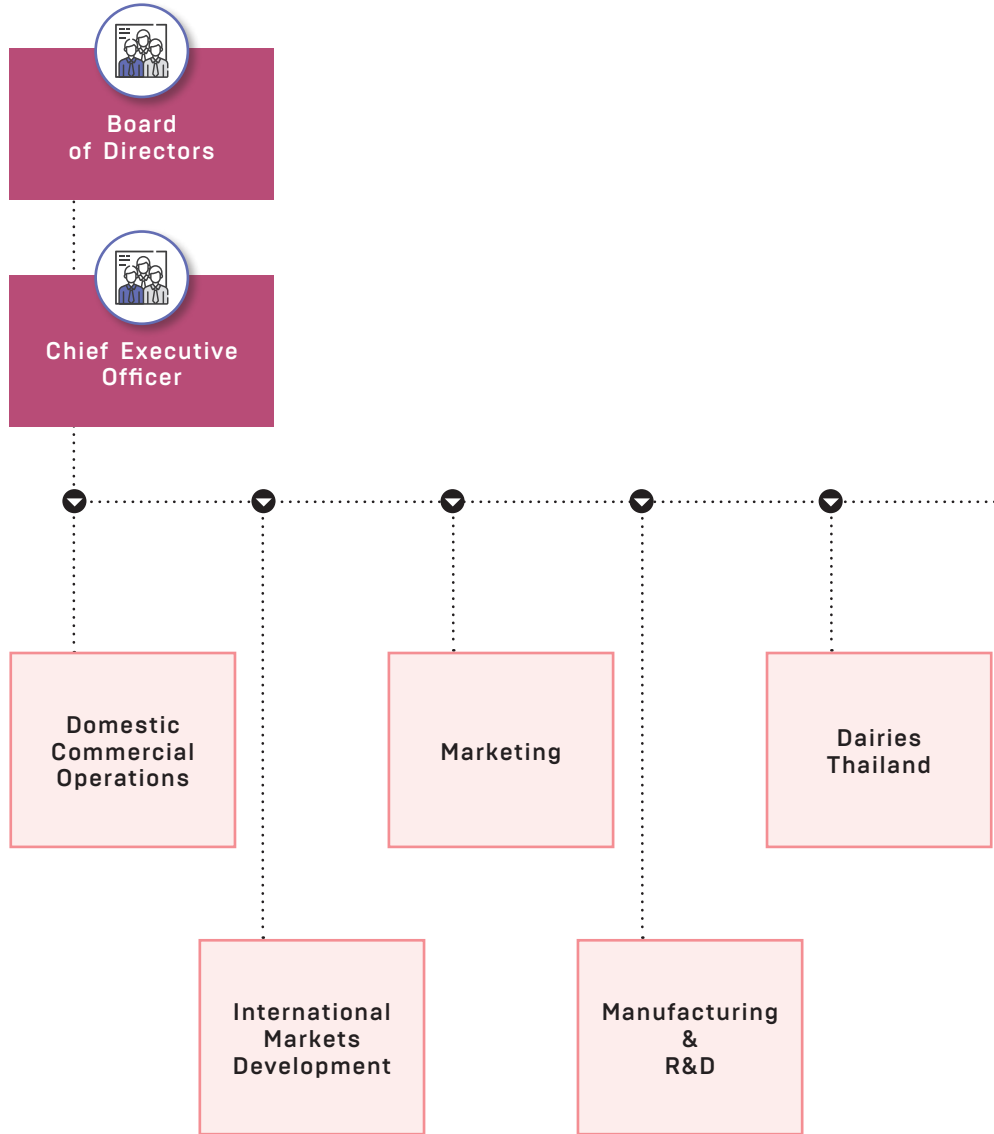 Board
of Directors
Chief Executive
Officer
Domestic
Commercial
Operations
Marketing
Dairies
Thailand
International
Markets
Development
Manufacturing
&
R&D